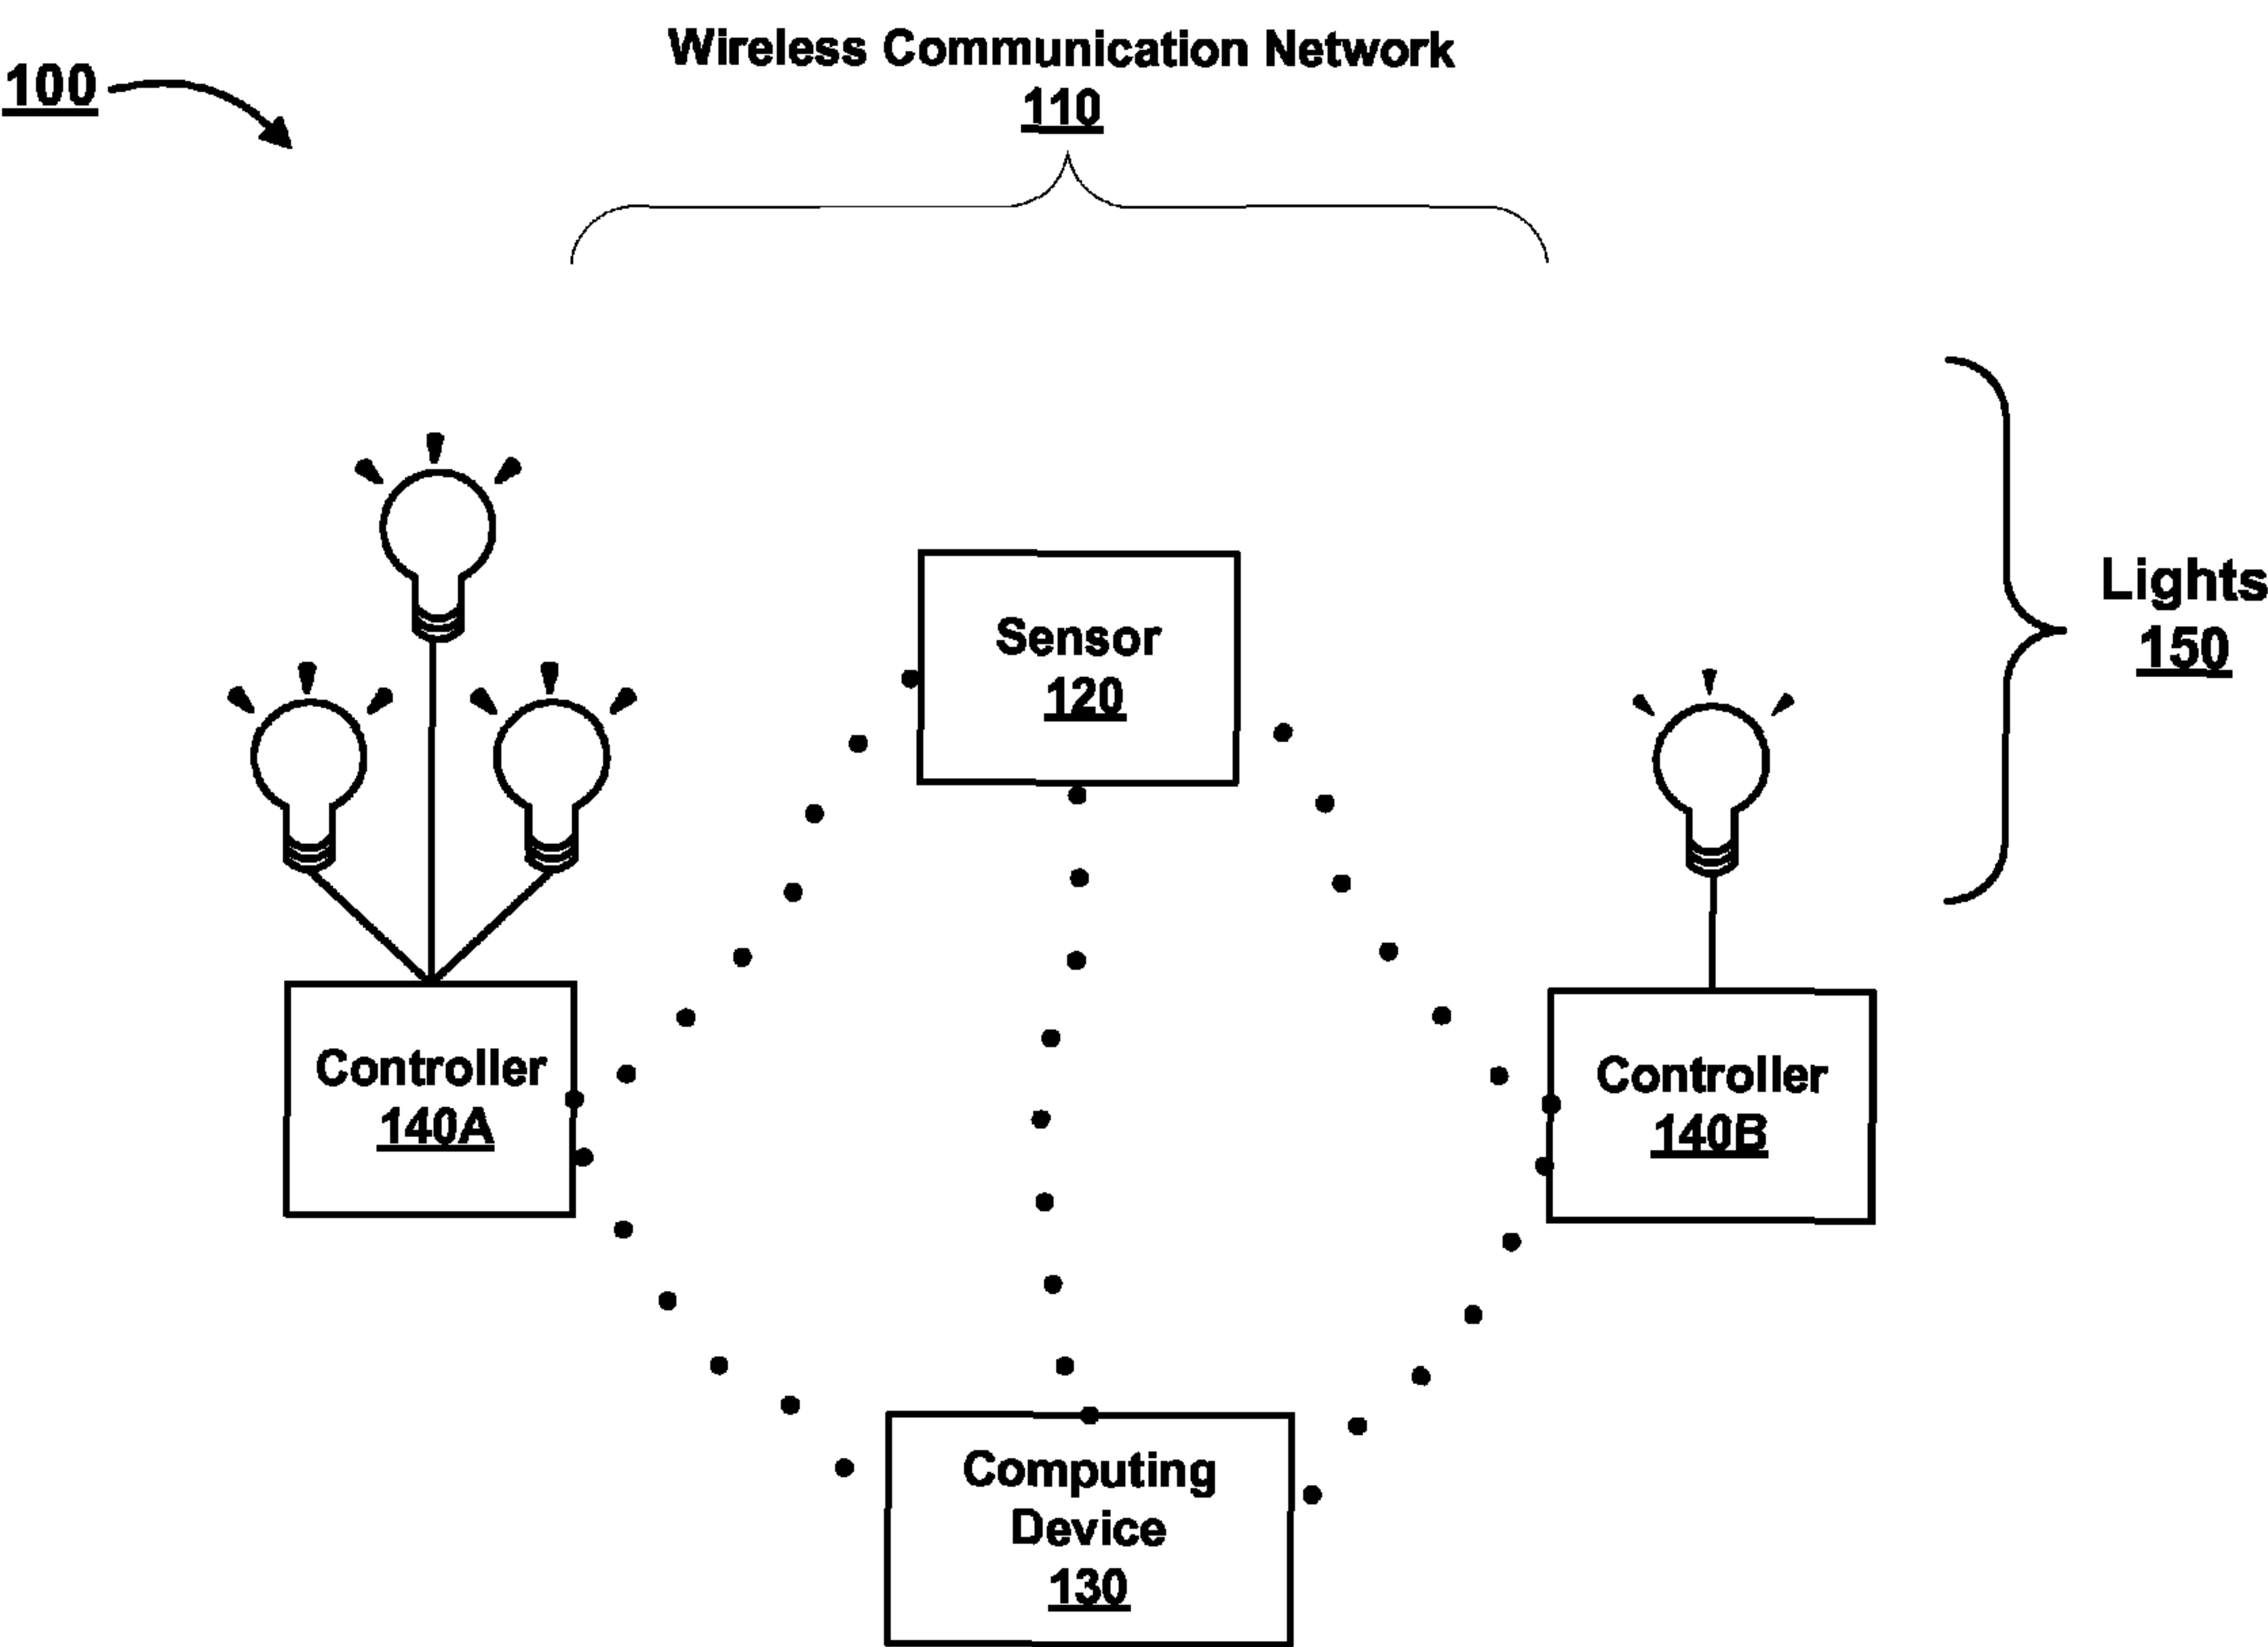 Wireless Communication Network
110
100
Lights
150
Sensor
120
Controller
140A
Controller
140B
Computing
Device
130